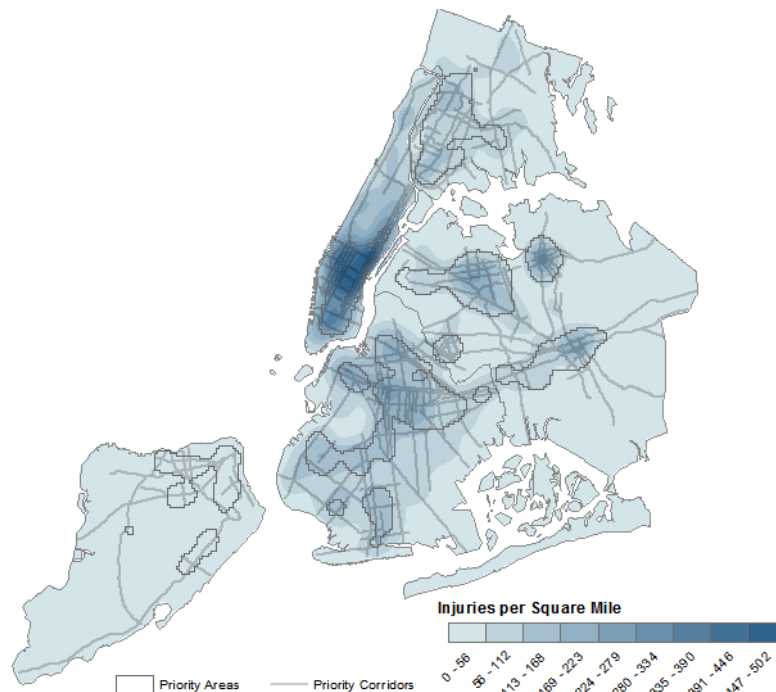 Injuries per Square Mile
0 - 56
56 - 112
113 - 168
169 - 223
224 - 279
280 - 334
335 - 390
391 - 446
447 - 502
Priority Areas
Priority Corridors